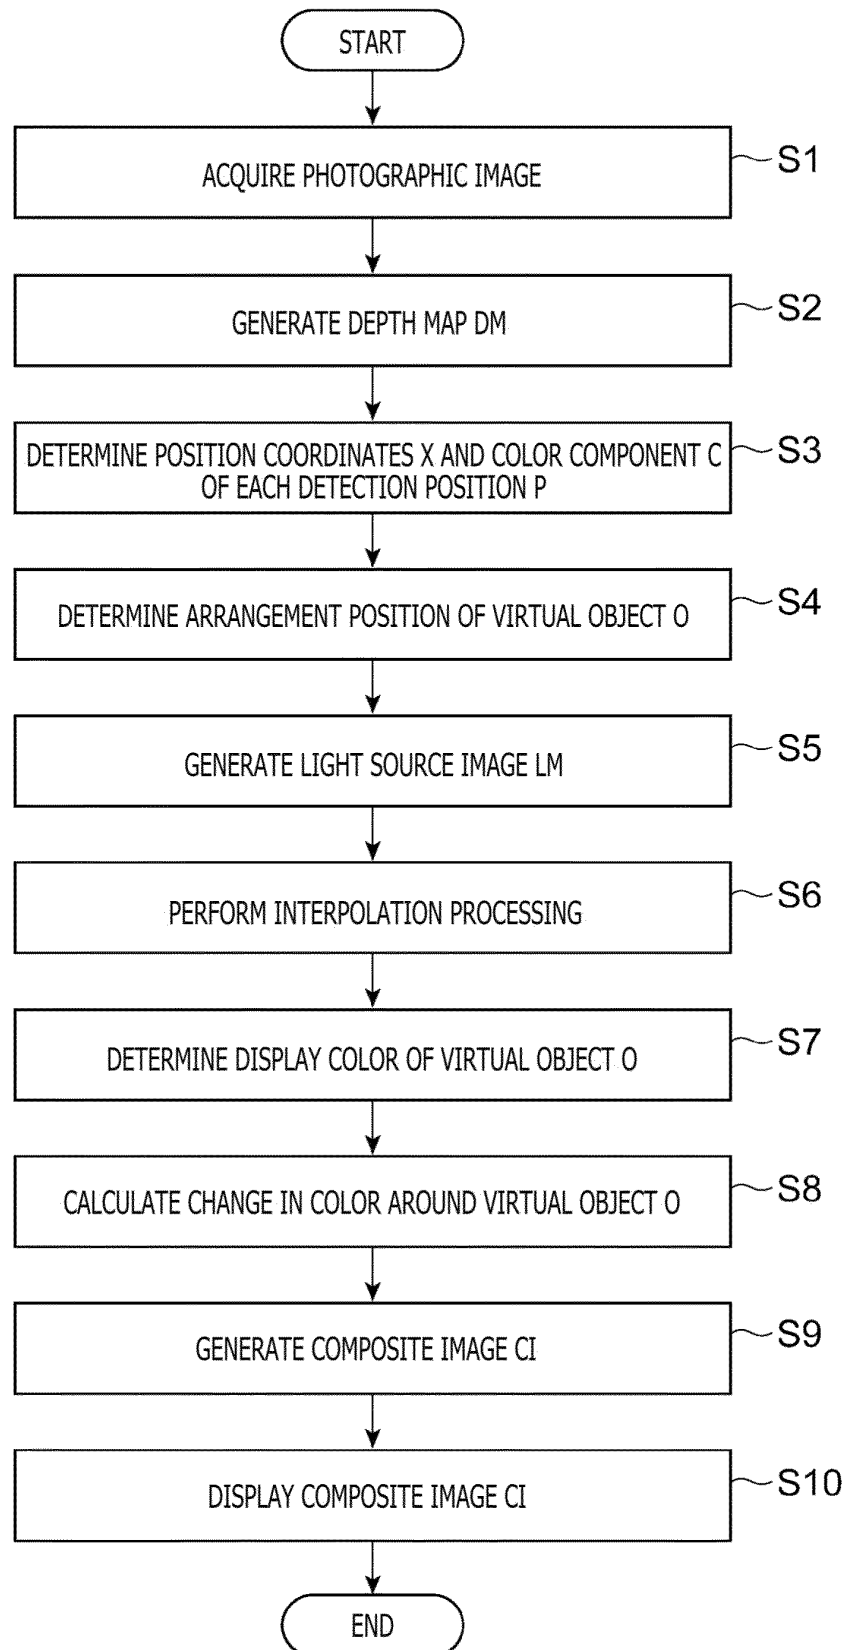 START
ACQUIRE PHOTOGRAPHIC IMAGE
S1
GENERATE DEPTH MAP DM
S2
DETERMINE POSITION COORDINATES X AND COLOR COMPONENT C
OF EACH DETECTION POSITION P
S3
DETERMINE ARRANGEMENT POSITION OF VIRTUAL OBJECT O
S4
GENERATE LIGHT SOURCE IMAGE LM
S5
PERFORM INTERPOLATION PROCESSING
S6
DETERMINE DISPLAY COLOR OF VIRTUAL OBJECT O
S7
CALCULATE CHANGE IN COLOR AROUND VIRTUAL OBJECT O
S8
GENERATE COMPOSITE IMAGE CI
S9
DISPLAY COMPOSITE IMAGE CI
S10
END